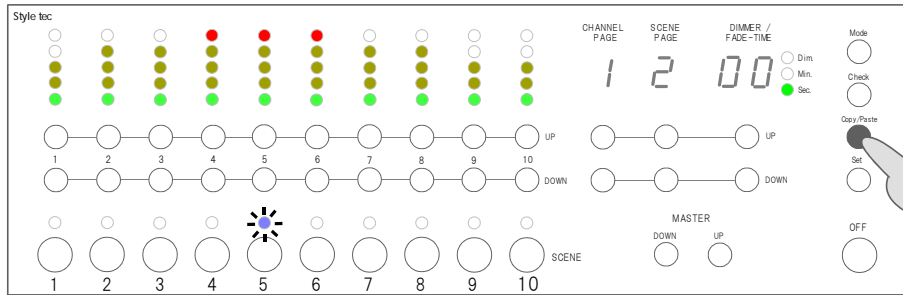 Style tec
CHANNEL PAGE SCENE PAGE DIMMER / FADE-TIME
Mode
1 2 00
Dim.
Min.
Sec.
Check
Copy/Paste
UP UP
1 2 3 4 5 6 7 8 9 10
Set
DOWN DOWN
MASTER
OFF
DOWN UP
SCENE
1 2 3 4 5 6 7 8 9 10